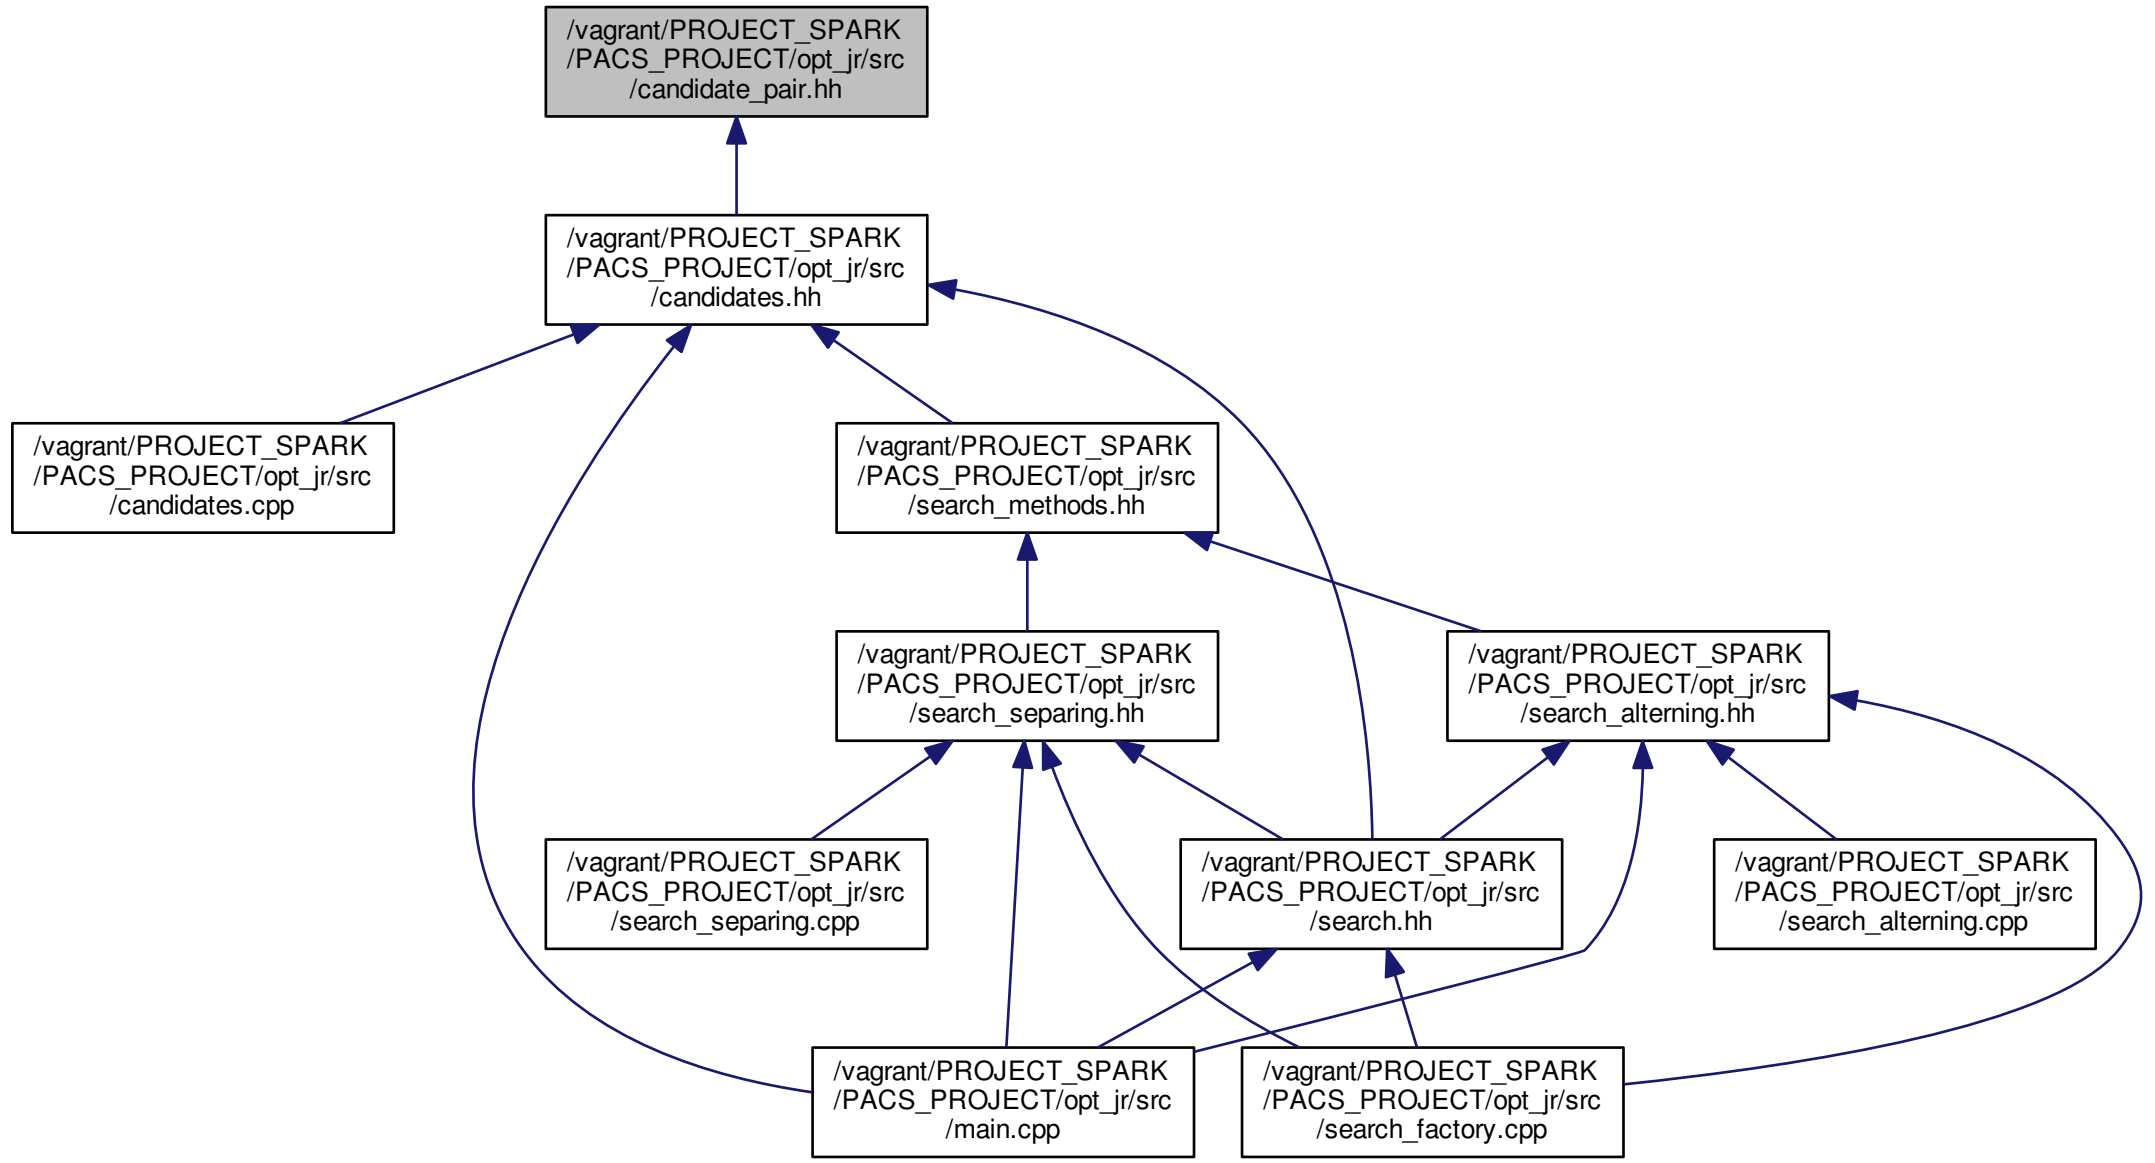 /vagrant/PROJECT_SPARK
/PACS_PROJECT/opt_jr/src
/candidate_pair.hh
/vagrant/PROJECT_SPARK
/PACS_PROJECT/opt_jr/src
/candidates.hh
/vagrant/PROJECT_SPARK
/PACS_PROJECT/opt_jr/src
/candidates.cpp
/vagrant/PROJECT_SPARK
/PACS_PROJECT/opt_jr/src
/search_methods.hh
/vagrant/PROJECT_SPARK
/PACS_PROJECT/opt_jr/src
/search_separing.hh
/vagrant/PROJECT_SPARK
/PACS_PROJECT/opt_jr/src
/search_alterning.hh
/vagrant/PROJECT_SPARK
/PACS_PROJECT/opt_jr/src
/search_separing.cpp
/vagrant/PROJECT_SPARK
/PACS_PROJECT/opt_jr/src
/search.hh
/vagrant/PROJECT_SPARK
/PACS_PROJECT/opt_jr/src
/search_alterning.cpp
/vagrant/PROJECT_SPARK
/PACS_PROJECT/opt_jr/src
/main.cpp
/vagrant/PROJECT_SPARK
/PACS_PROJECT/opt_jr/src
/search_factory.cpp